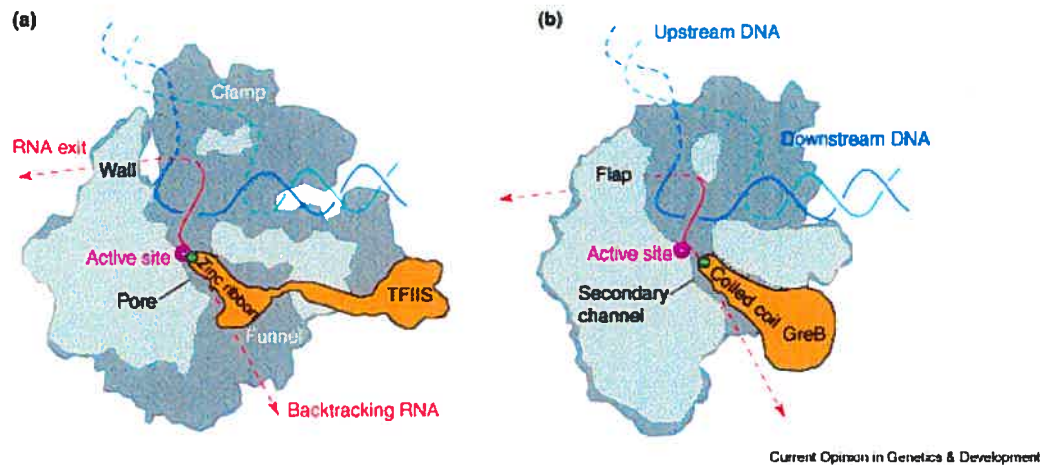 (a)
Clamp
RNA exit
Wall
Active site
Zinc ribbon
Pore
TFIIS
Funnel
Backtracking RNA
(b)
Upstream DNA
Downstream DNA
Flap
Active site
Secondary
channel
Coiled coil
GreB
Current Opinion in Genetics & Development